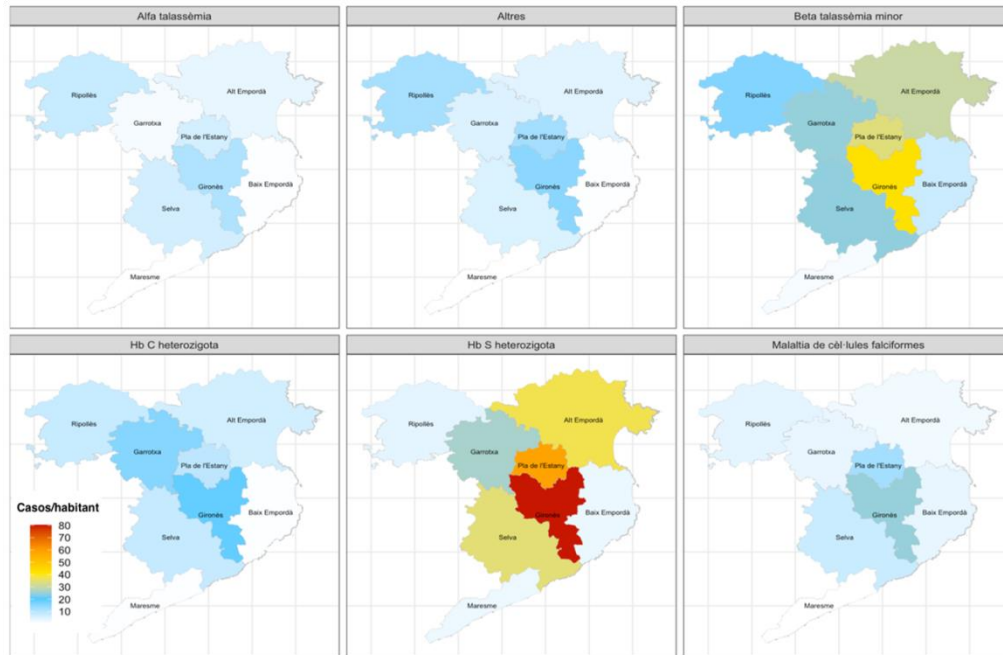 Alfa talassèmia
Ripollès
Alt Empordà
Garrotxa
Pla de l'Estany
Gironès
Baix Empordà
Selva
Maresme
Altres
Ripollès
Alt Empordà
Garrotxa
Pla de l'Estany
Gironès
Baix Empordà
Selva
Maresme
Beta talassèmia minor
Ripollès
Alt Empordà
Garrotxa
Pla de l'Estany
Gironès
Baix Empordà
Selva
Maresme
Hb C heterozigota
Ripollès
Alt Empordà
Garrotxa
Pla de l'Estany
Gironès
Baix Empordà
Selva
Maresme
Casos/habitant
80
70
60
50
40
30
20
10
Hb S heterozigota
Ripollès
Alt Empordà
Garrotxa
Pla de l'Estany
Gironès
Baix Empordà
Selva
Maresme
Malaltia de cèl·lules falciformes
Ripollès
Alt Empordà
Garrotxa
Pla de l'Estany
Gironès
Baix Empordà
Selva
Maresme